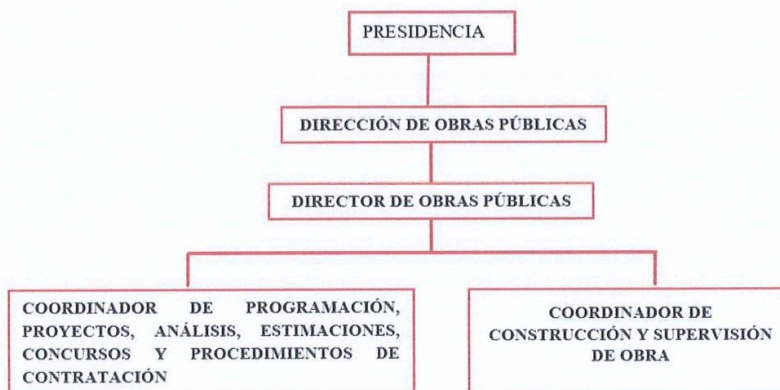 PRESIDENCIA
DIRECCIÓN DE OBRAS PÚBLICAS
DIRECTOR DE OBRAS PÚBLICAS
COORDINADOR DE PROGRAMACIÓN,
PROYECTOS, ANÁLISIS, ESTIMACIONES,
CONCURSOS Y PROCEDIMIENTOS DE
CONTRATACIÓN
COORDINADOR DE
CONSTRUCCIÓN Y SUPERVISIÓN
DE OBRA